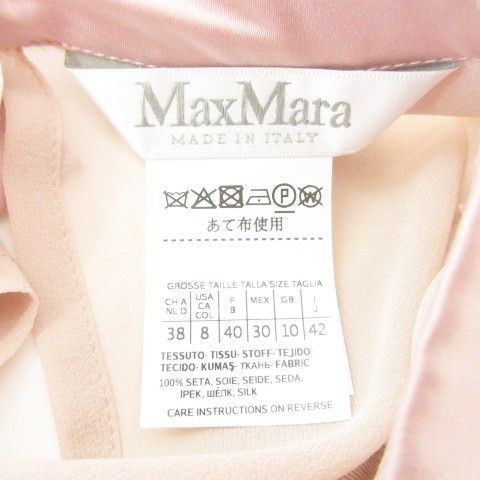 MaxMara
MADE IN ITALY
P W
あて布使用
GROSSE TAILLE TALLA SIZE TAGLIA
CH A NL D USA CA COL F B MEX GB I J
38 8 40 30 10 42
TESSUTO- TISSU- STOFF- TEJIDO-
TECIDO- KUMAŞ- ТКАНЬ- FABRIC
100% SETA, SOIE, SEIDE, SEDA,
İPEK, ШЁЛК, SILK
CARE INSTRUCTIONS ON REVERSE